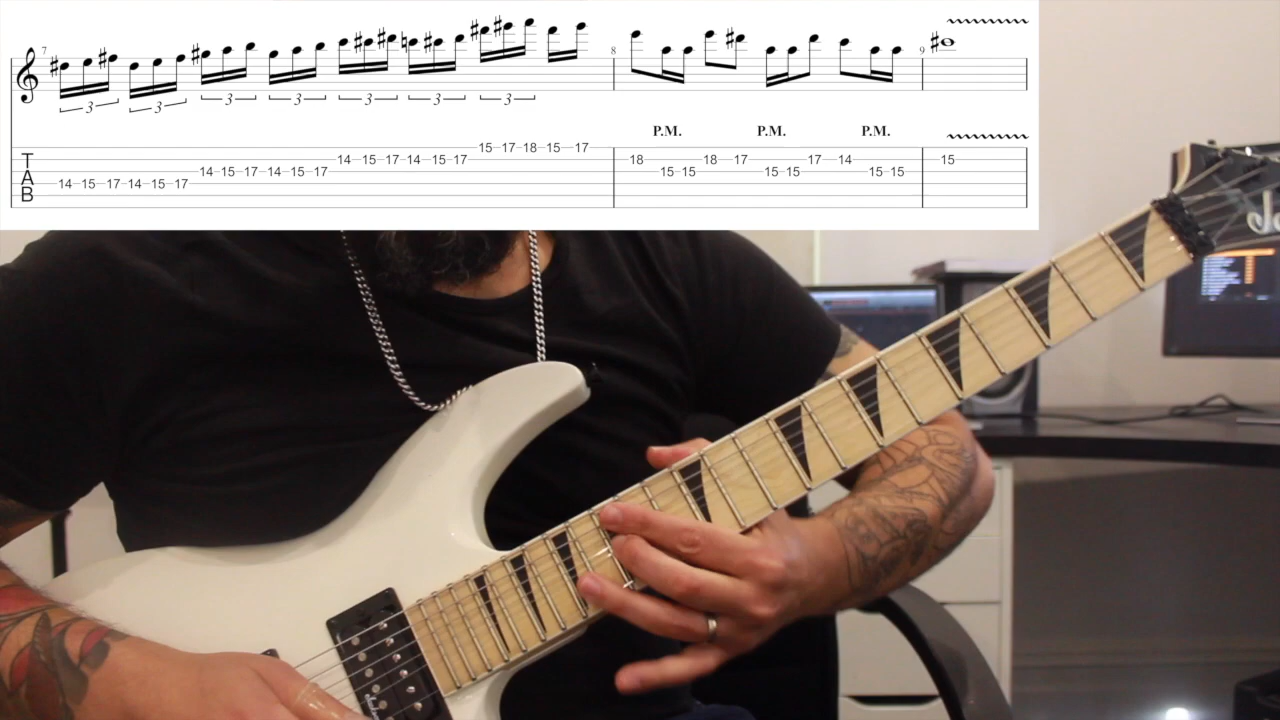 7 8 9
3 3 3 3 3 3 3
P.M. P.M. P.M.
15 17 18 15 17
14 15 17 14 15 17 18 18 17 17 14 15
14 15 17 14 15 17 15 15 15 15 15 15
14 15 17 14 15 17
T
A
B